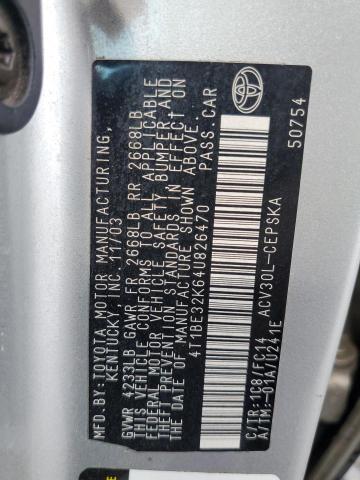 MFD.BY: TOYOTA MOTOR MANUFACTURING,
KENTUCKY, INC. 11/03
GVWR 4233LB GAWR FR 2668LB RR 2668LB
THIS VEHICLE CONFORMS TO ALL APPLICABLE
FEDERAL MOTOR VEHICLE SAFETY, BUMPER, AND
THEFT PREVENTION STANDARDS IN EFFECT ON
THE DATE OF MANUFACTURE SHOWN ABOVE.
4T1BE32K64U826470 PASS. CAR
ACV30L-CEPSKA
C/TR: 1C8/FC14
A/TM: -01A/U241E
50754